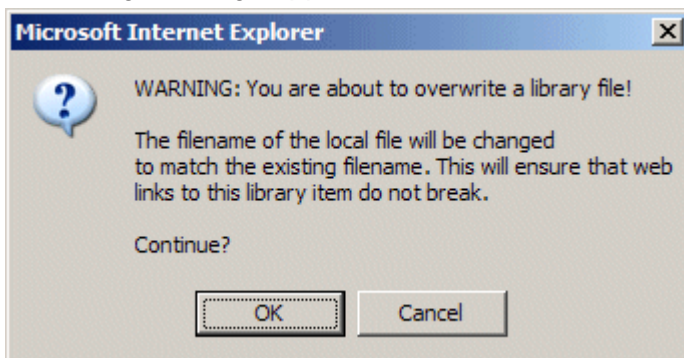 Microsoft Internet Explorer
WARNING: You are about to overwrite a library file!
The filename of the local file will be changed
to match the existing filename. This will ensure that web
links to this library item do not break.
Continue?
OK
Cancel